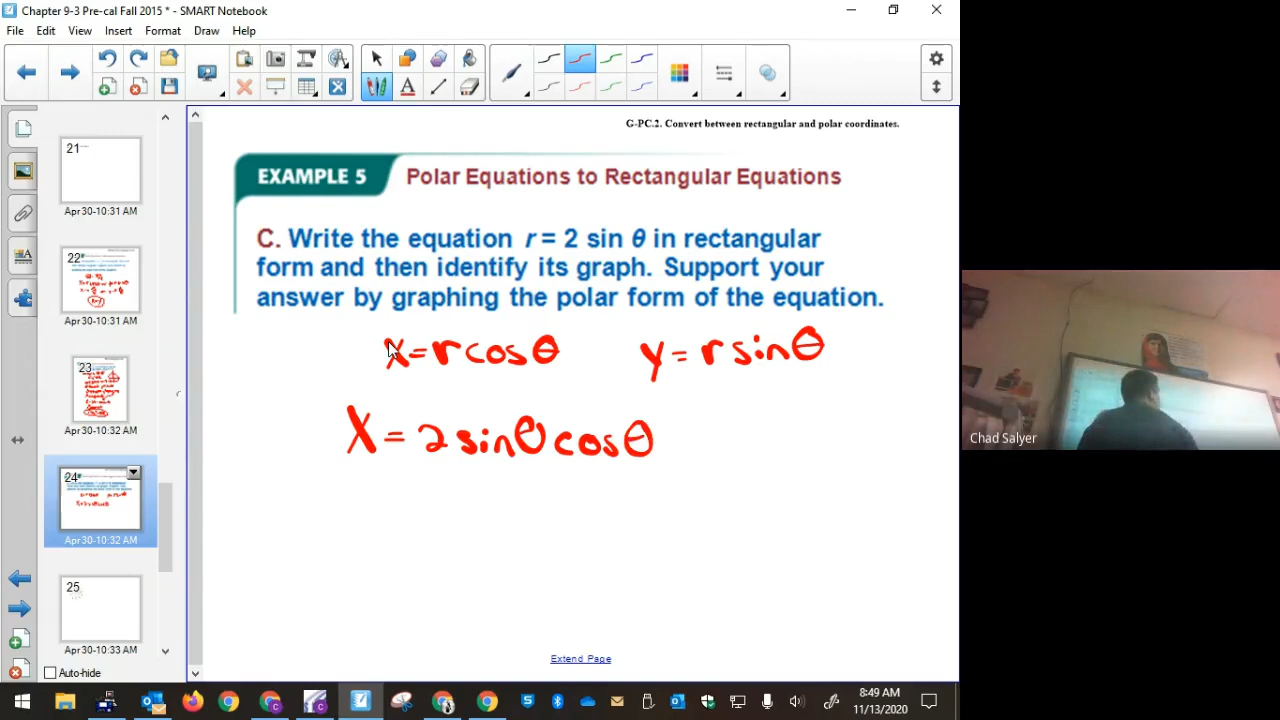 Chapter 9-3 Pre-cal Fall 2015 * - SMART Notebook
File Edit View Insert Format Draw Help
G-PC.2. Convert between rectangular and polar coordinates.
EXAMPLE 5 Polar Equations to Rectangular Equations
C. Write the equation r = 2 sin θ in rectangular
form and then identify its graph. Support your
answer by graphing the polar form of the equation.
x = r cos θ y = r sin θ
x = 2 sin θ cos θ
21
Apr 30-10:31 AM
22
Apr 30-10:31 AM
23
Apr 30-10:32 AM
24
Apr 30-10:32 AM
25
Apr 30-10:33 AM
Auto-hide
Extend Page
Chad Salyer
8:49 AM
11/13/2020